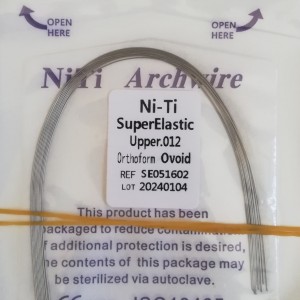 OPEN
HERE
OPEN
HERE
NiTi Archwire
Ni-Ti
SuperElastic
Upper.012
Orthoform Ovoid
REF SE051602
LOT 20240104
This product has been
packaged to reduce contamination
if additional protection is desired,
the contents of this package may
be sterilized via autoclave.